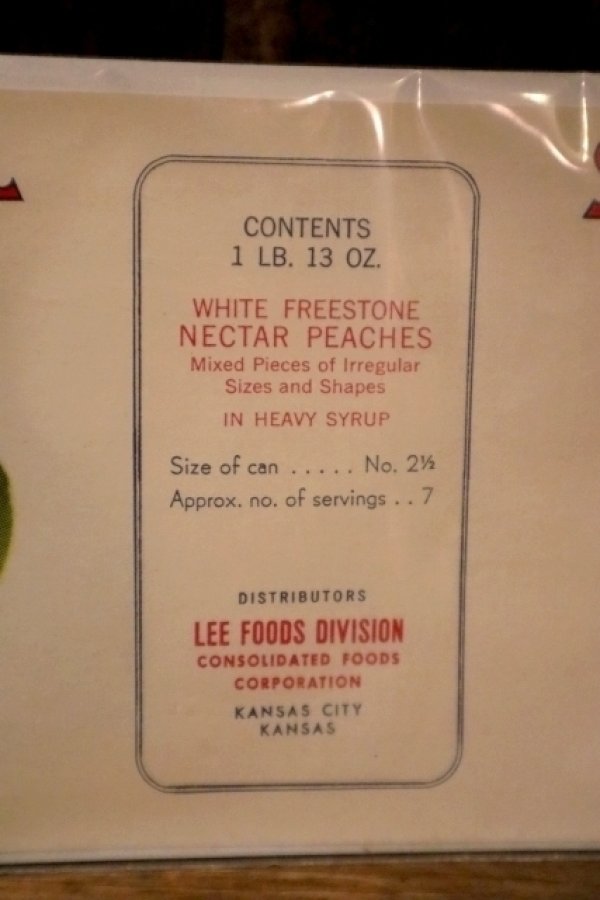 CONTENTS
1 LB. 13 OZ.
WHITE FREESTONE
NECTAR PEACHES
Mixed Pieces of Irregular
Sizes and Shapes
IN HEAVY SYRUP
Size of can ..... No. 2½
Approx. no. of servings .. 7
DISTRIBUTORS
LEE FOODS DIVISION
CONSOLIDATED FOODS
CORPORATION
KANSAS CITY
KANSAS